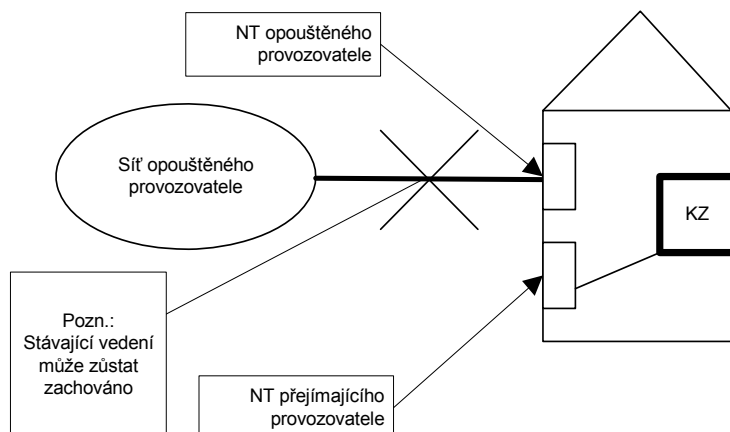 NT opouštěného
provozovatele
Síť opouštěného
provozovatele
KZ
Pozn.:
Stávající vedení
může zůstat
zachováno
NT přejímajícího
provozovatele